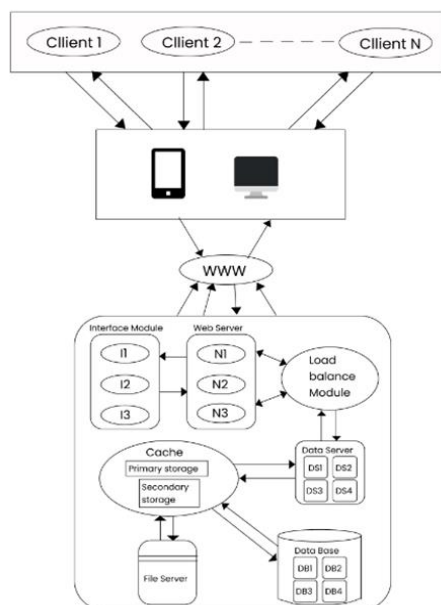 Cllient 1
Cllient 2
Cllient N
WWW
Interface Module
Web Server
I1
N1
I2
N2
I3
N3
Load
balance
Module
Cache
Primary storage
Secondary
storage
Data Server
DS1
DS2
DS3
DS4
File Server
Data Base
DB1
DB2
DB3
DB4